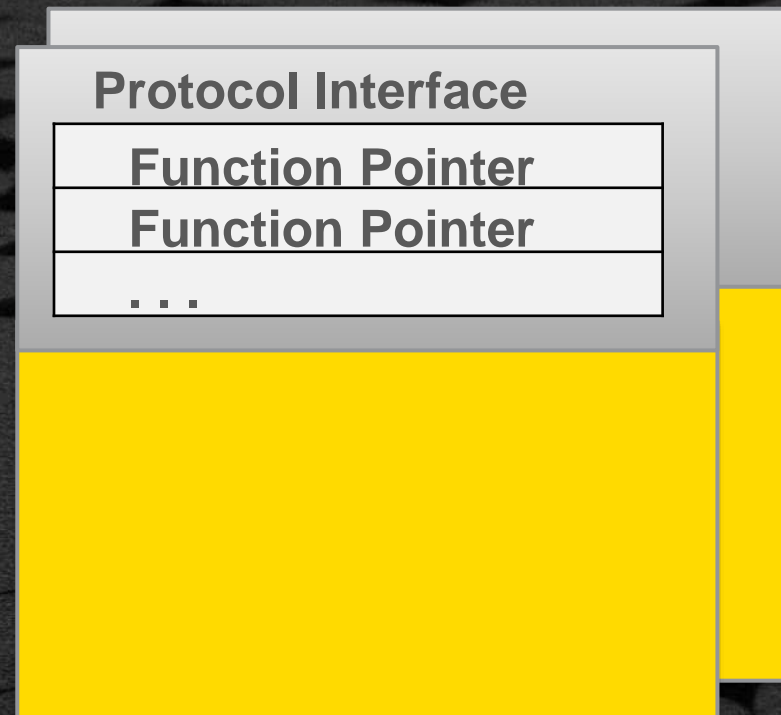 Protocol Interface
Function Pointer
Function Pointer
. . .